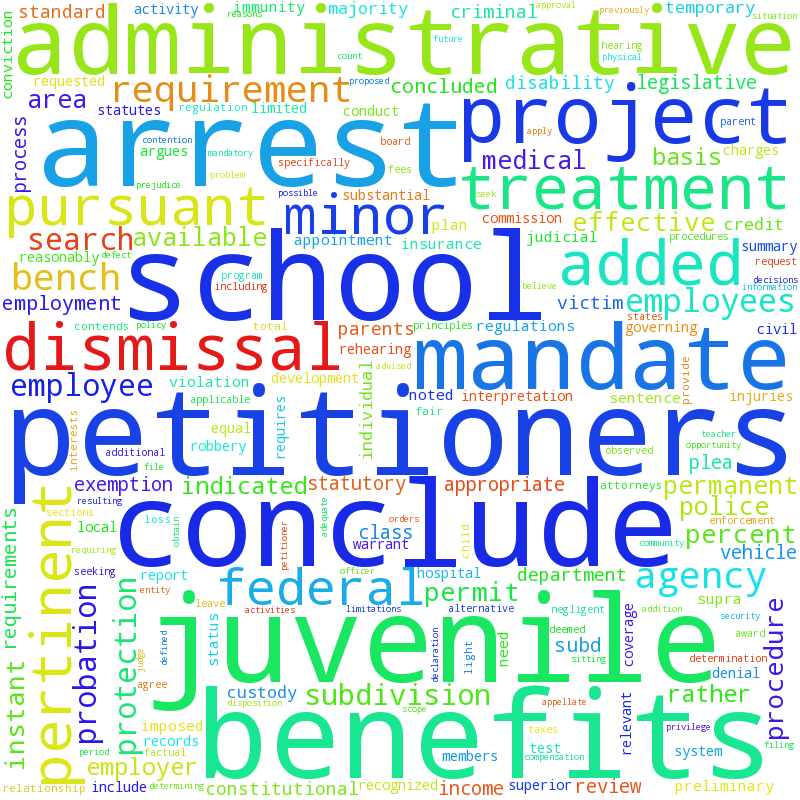 standard
activity
immunity
reasons
majority
criminal
approval
previously
temporary
situation
administrative
conviction
count
future
hearing
physical
requested
area
requirement
proposed
concluded
disability
legislative
statutes
regulation
limited
conduct
project
parent
process
arrest
contention
board
apply
argues
mandatory
specifically
fees
medical
basis
charges
prejudice
problem
possible
seek
treatment
pursuant
minor
substantial
plan
commission
effective
credit
search
available
appointment
insurance
judicial
procedures
summary
reasonably
defect
school
added
request
bench
program
including
believe
decisions
information
employment
victim
employees
contends
policy
total
parents
principles
regulations
states
governing
civil
dismissal
rehearing
mandate
employee
violation
development
advised
individual
provide
applicable
noted
interpretation
sentence
injuries
equal
fair
petitioners
interests
robbery
requires
observed
teacher
opportunity
additional
file
plea
exemption
indicated
statutory
appropriate
attorneys
permanent
resulting
pertinent
sections
conclude
police
local
loss
obtain
adequate
orders
enforcement
requirements
requiring
petitioner
class
warrant
child
community
percent
seeking
officer
vehicle
report
federal
hospital
department
agency
entity
permit
instant
probation
protection
leave
activities
limitations
alternative
negligent
addition
supra
security
status
juvenile
deemed
award
judge
defined
declaration
light
need
subd
coverage
sitting
determination
procedure
agree
denial
custody
subdivision
rather
disposition
scope
appellate
imposed
benefits
taxes
relevant
privilege
records
factual
test
filing
period
members
compensation
system
employer
relationship
include
determining
constitutional
recognized
income
superior
review
preliminary